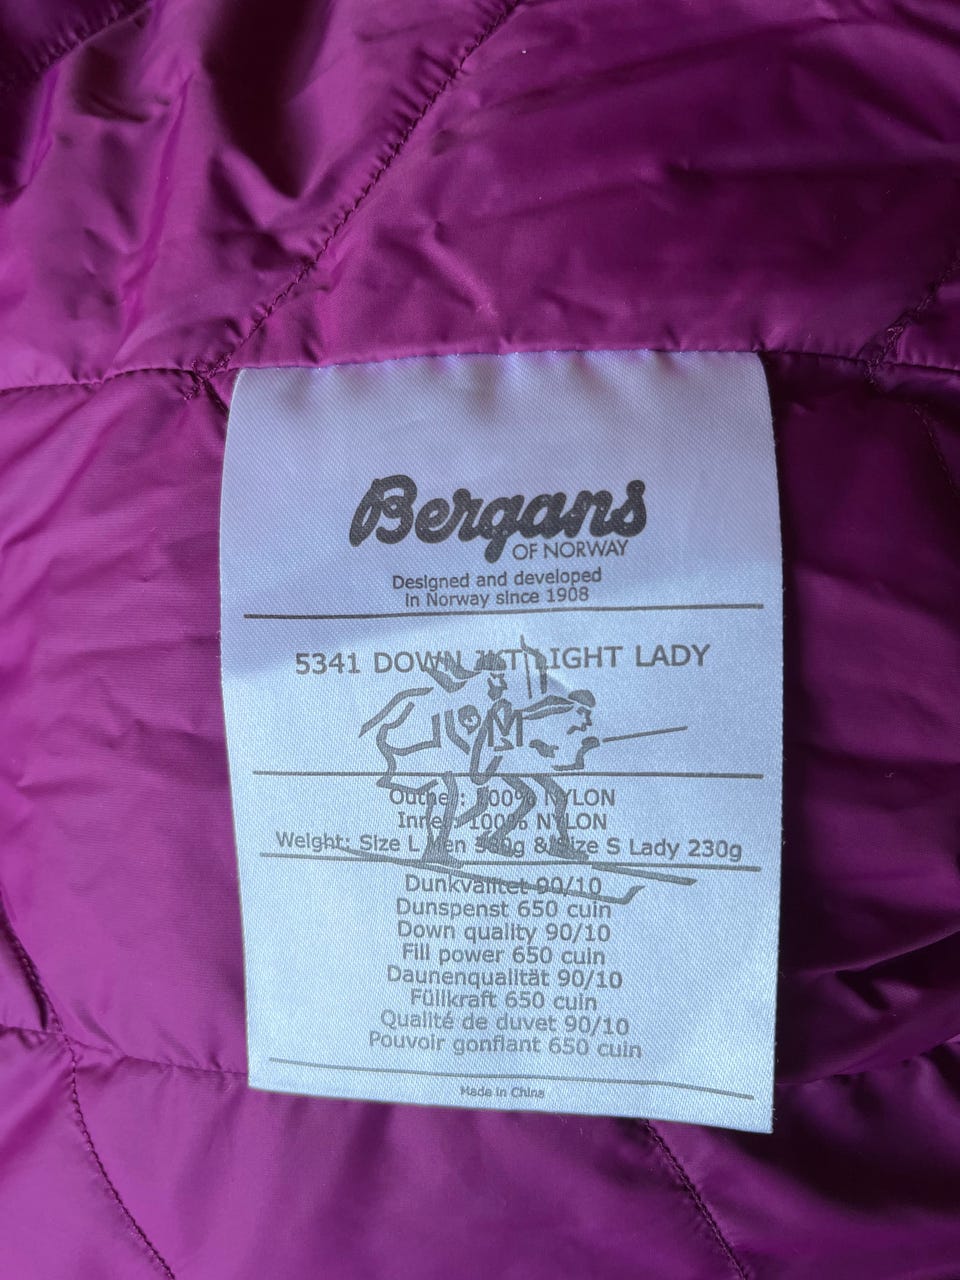 Bergans
OF NORWAY
Designed and developed
in Norway since 1908
5341 DOWN JKT LIGHT LADY
M
Outher: 100% NYLON
Inner: 100% NYLON
Weight: Size L Men g & Size S Lady 230g
Dunkvalitet 90/10
Dunspenst 650 cuin
Down quality 90/10
Fill power 650 cuin
Daunenqualität 90/10
Füllkraft 650 cuin
Qualité de duvet 90/10
Pouvoir gonflant 650 cuin
Made in China